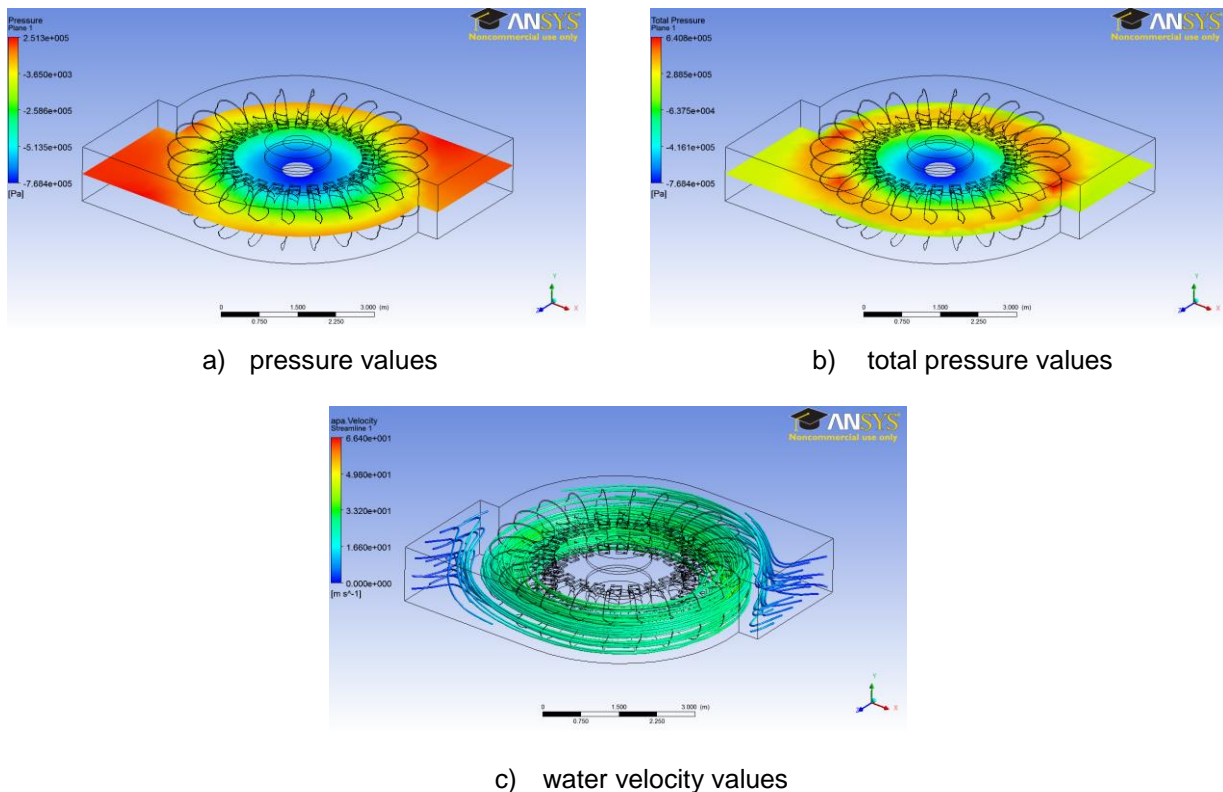 Pressure
Plane 1
2.513e+005
-3.650e+003
-2.586e+005
-5.135e+005
-7.684e+005
[Pa]
ANSYS
Noncommercial use only
0 1.500 3.000 (m)
0.750 2.250
Y
Z X
a) pressure values
Total Pressure
Plane 1
6.408e+005
2.885e+005
-6.375e+004
-4.161e+005
-7.684e+005
[Pa]
ANSYS
Noncommercial use only
0 1.500 3.000 (m)
0.750 2.250
Y
Z X
b) total pressure values
apa.Velocity
Streamline 1
6.640e+001
4.980e+001
3.320e+001
1.660e+001
0.000e+000
[m s^-1]
ANSYS
Noncommercial use only
0 1.500 3.000 (m)
0.750 2.250
Y
Z X
c) water velocity values